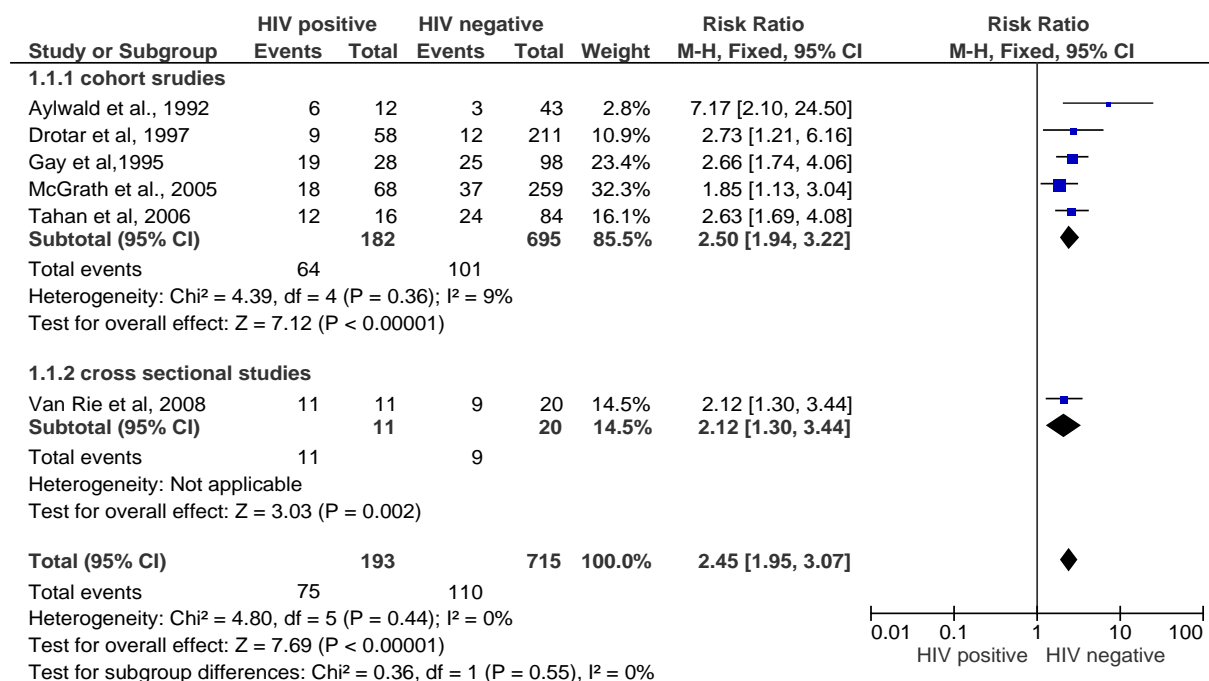 HIV positive HIV negative Risk Ratio Risk Ratio
Study or Subgroup Events Total Events Total Weight M-H, Fixed, 95% CI M-H, Fixed, 95% CI
1.1.1 cohort srudies
Aylwald et al., 1992 6 12 3 43 2.8% 7.17 [2.10, 24.50]
Drotar et al, 1997 9 58 12 211 10.9% 2.73 [1.21, 6.16]
Gay et al,1995 19 28 25 98 23.4% 2.66 [1.74, 4.06]
McGrath et al., 2005 18 68 37 259 32.3% 1.85 [1.13, 3.04]
Tahan et al, 2006 12 16 24 84 16.1% 2.63 [1.69, 4.08]
Subtotal (95% CI) 182 695 85.5% 2.50 [1.94, 3.22]
Total events 64 101
Heterogeneity: Chi² = 4.39, df = 4 (P = 0.36); I² = 9%
Test for overall effect: Z = 7.12 (P < 0.00001)
1.1.2 cross sectional studies
Van Rie et al, 2008 11 11 9 20 14.5% 2.12 [1.30, 3.44]
Subtotal (95% CI) 11 20 14.5% 2.12 [1.30, 3.44]
Total events 11 9
Heterogeneity: Not applicable
Test for overall effect: Z = 3.03 (P = 0.002)
Total (95% CI) 193 715 100.0% 2.45 [1.95, 3.07]
Total events 75 110
Heterogeneity: Chi² = 4.80, df = 5 (P = 0.44); I² = 0%
Test for overall effect: Z = 7.69 (P < 0.00001)
Test for subgroup differences: Chi² = 0.36, df = 1 (P = 0.55), I² = 0%
0.01 0.1 1 10 100
HIV positive HIV negative